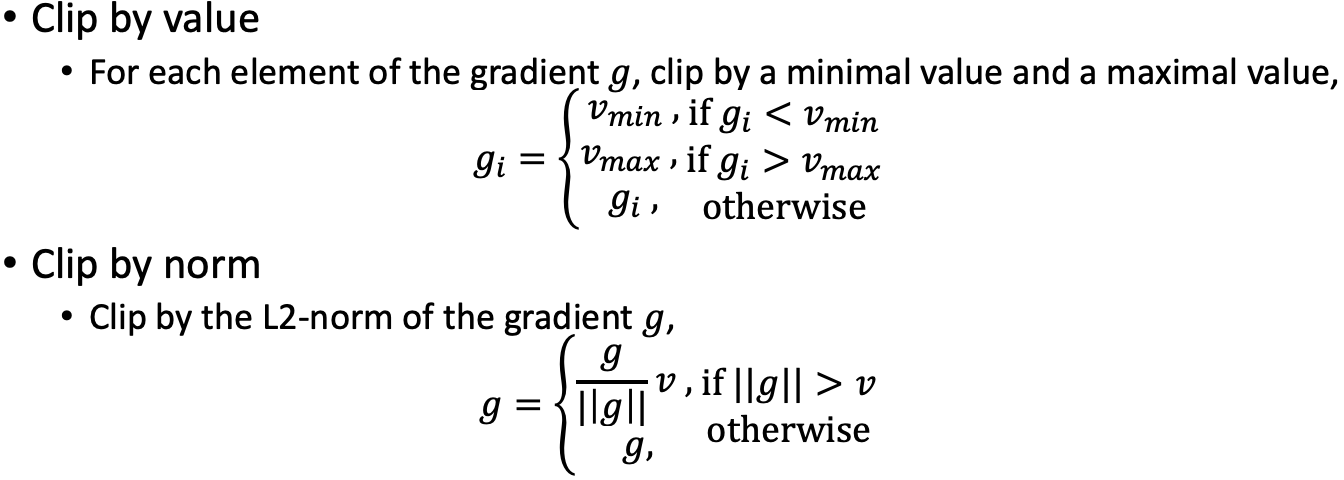 • Clip by value
• For each element of the gradient g, clip by a minimal value and a maximal value,
g_i = { v_min , if g_i < v_min
v_max , if g_i > v_max
g_i , otherwise
• Clip by norm
• Clip by the L2-norm of the gradient g,
g = { g/||g|| v , if ||g|| > v
g, otherwise